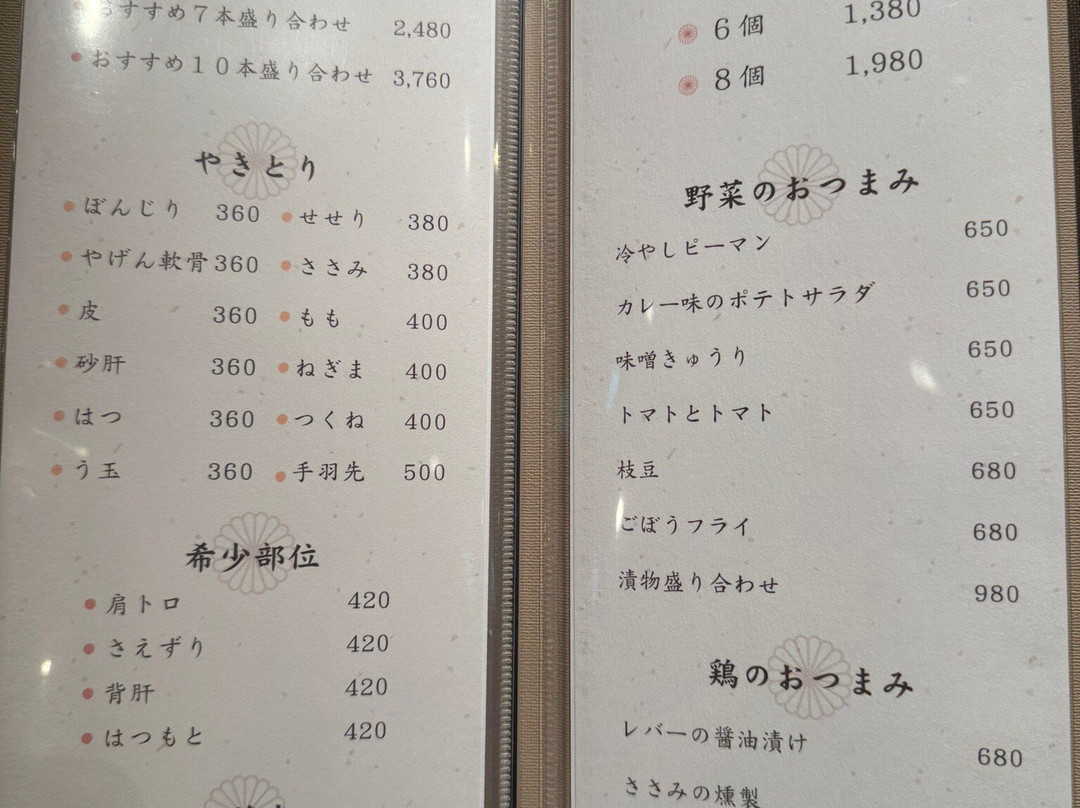 おすすめ７本盛り合わせ 2,480
おすすめ１０本盛り合わせ 3,760
やきとり
ぼんじり 360 せせり 380
やげん軟骨 360 ささみ 380
皮 360 もも 400
砂肝 360 ねぎま 400
はつ 360 つくね 400
う玉 360 手羽先 500
希少部位
肩トロ 420
さえずり 420
背肝 420
はつもと 420
6個 1,380
8個 1,980
野菜のおつまみ
冷やしピーマン 650
カレー味のポテトサラダ 650
味噌きゅうり 650
トマトとトマト 650
枝豆 680
ごぼうフライ 680
漬物盛り合わせ 980
鶏のおつまみ
レバーの醤油漬け 680
ささみの燻製